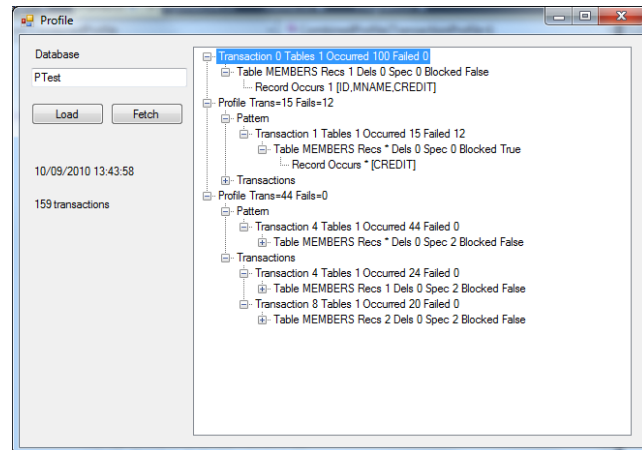 Profile
Database
PTest
Load
Fetch
10/09/2010 13:43:58
159 transactions
Transaction 0 Tables 1 Occurred 100 Failed 0
Table MEMBERS Recs 1 Dels 0 Spec 0 Blocked False
Record Occurs 1 [ID,MNAME,CREDIT]
Profile Trans=15 Fails=12
Pattern
Transaction 1 Tables 1 Occurred 15 Failed 12
Table MEMBERS Recs * Dels 0 Spec 0 Blocked True
Record Occurs * [CREDIT]
Transactions
Profile Trans=44 Fails=0
Pattern
Transaction 4 Tables 1 Occurred 44 Failed 0
Table MEMBERS Recs * Dels 0 Spec 2 Blocked False
Transactions
Transaction 4 Tables 1 Occurred 24 Failed 0
Table MEMBERS Recs 1 Dels 0 Spec 2 Blocked False
Transaction 8 Tables 1 Occurred 20 Failed 0
Table MEMBERS Recs 2 Dels 0 Spec 2 Blocked False